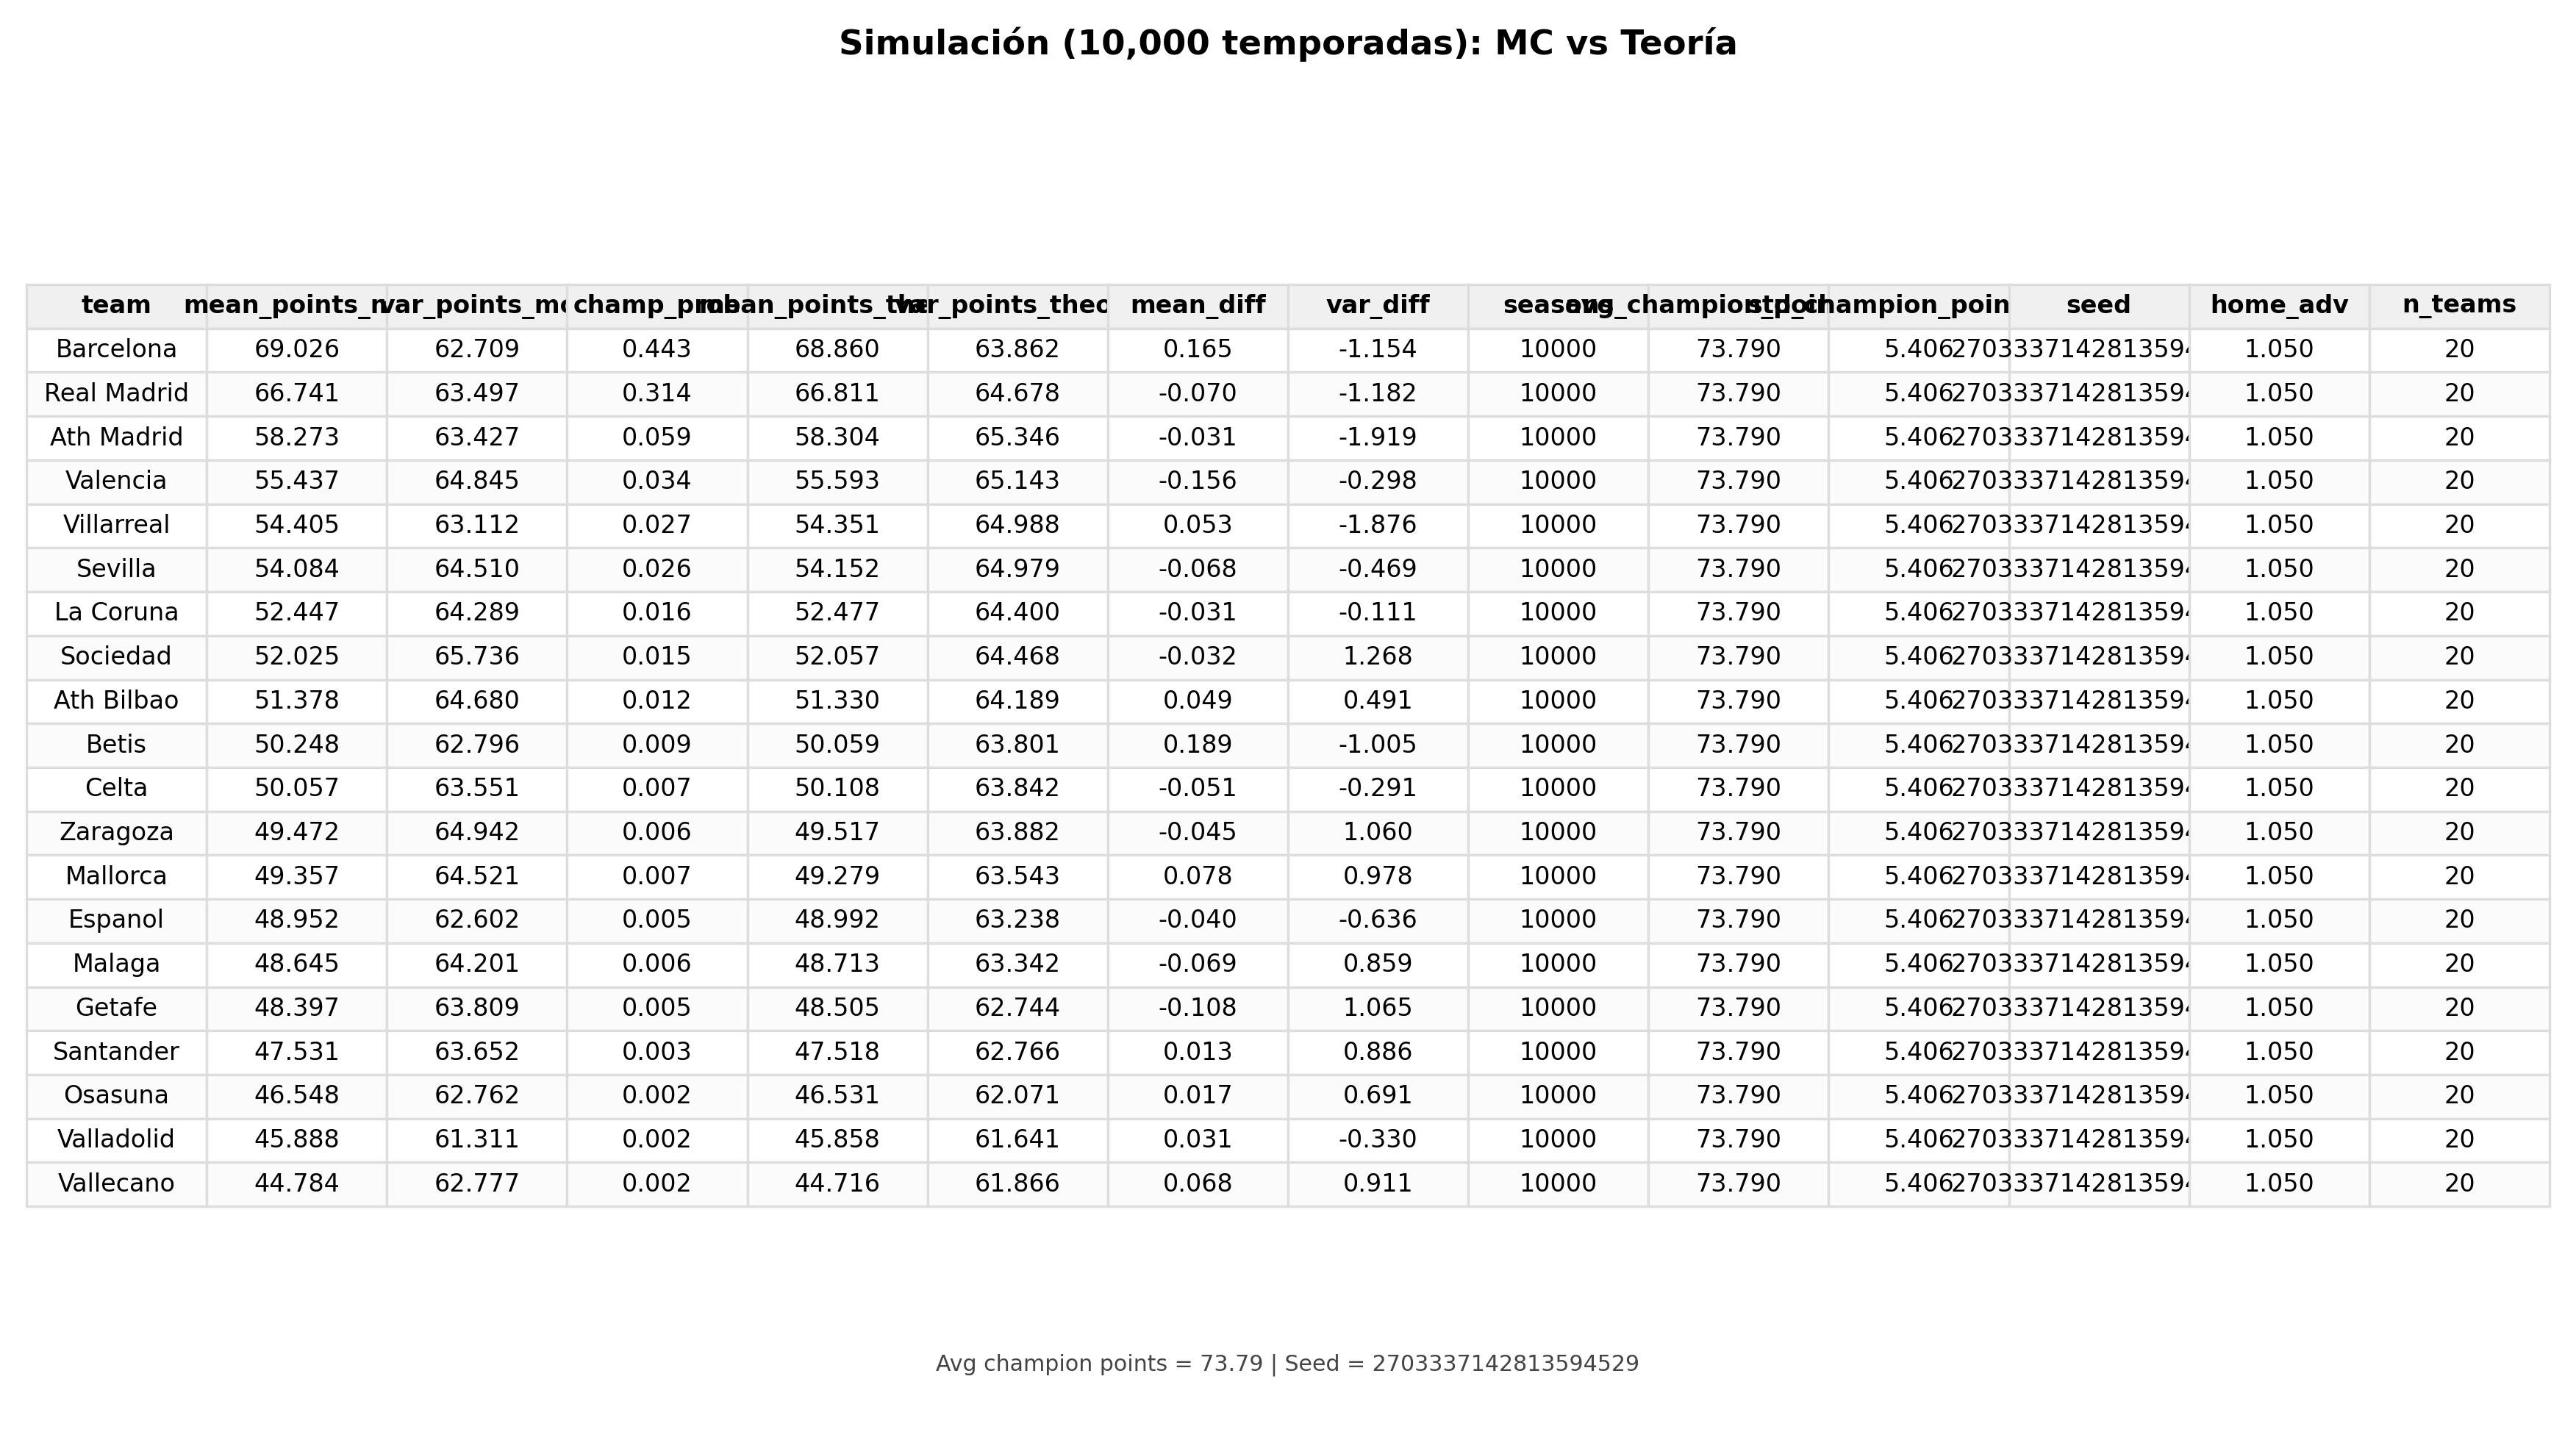 Simulación (10,000 temporadas): MC vs Teoría
team mean_points_m var_points_mc champ_prob mean_points_the var_points_theo mean_diff var_diff seasons avg_champion_poin std_champion_poin seed home_adv n_teams
Barcelona 69.026 62.709 0.443 68.860 63.862 0.165 -1.154 10000 73.790 5.406 270333714281359 1.050 20
Real Madrid 66.741 63.497 0.314 66.811 64.678 -0.070 -1.182 10000 73.790 5.406 270333714281359 1.050 20
Ath Madrid 58.273 63.427 0.059 58.304 65.346 -0.031 -1.919 10000 73.790 5.406 270333714281359 1.050 20
Valencia 55.437 64.845 0.034 55.593 65.143 -0.156 -0.298 10000 73.790 5.406 270333714281359 1.050 20
Villarreal 54.405 63.112 0.027 54.351 64.988 0.053 -1.876 10000 73.790 5.406 270333714281359 1.050 20
Sevilla 54.084 64.510 0.026 54.152 64.979 -0.068 -0.469 10000 73.790 5.406 270333714281359 1.050 20
La Coruna 52.447 64.289 0.016 52.477 64.400 -0.031 -0.111 10000 73.790 5.406 270333714281359 1.050 20
Sociedad 52.025 65.736 0.015 52.057 64.468 -0.032 1.268 10000 73.790 5.406 270333714281359 1.050 20
Ath Bilbao 51.378 64.680 0.012 51.330 64.189 0.049 0.491 10000 73.790 5.406 270333714281359 1.050 20
Betis 50.248 62.796 0.009 50.059 63.801 0.189 -1.005 10000 73.790 5.406 270333714281359 1.050 20
Celta 50.057 63.551 0.007 50.108 63.842 -0.051 -0.291 10000 73.790 5.406 270333714281359 1.050 20
Zaragoza 49.472 64.942 0.006 49.517 63.882 -0.045 1.060 10000 73.790 5.406 270333714281359 1.050 20
Mallorca 49.357 64.521 0.007 49.279 63.543 0.078 0.978 10000 73.790 5.406 270333714281359 1.050 20
Espanol 48.952 62.602 0.005 48.992 63.238 -0.040 -0.636 10000 73.790 5.406 270333714281359 1.050 20
Malaga 48.645 64.201 0.006 48.713 63.342 -0.069 0.859 10000 73.790 5.406 270333714281359 1.050 20
Getafe 48.397 63.809 0.005 48.505 62.744 -0.108 1.065 10000 73.790 5.406 270333714281359 1.050 20
Santander 47.531 63.652 0.003 47.518 62.766 0.013 0.886 10000 73.790 5.406 270333714281359 1.050 20
Osasuna 46.548 62.762 0.002 46.531 62.071 0.017 0.691 10000 73.790 5.406 270333714281359 1.050 20
Valladolid 45.888 61.311 0.002 45.858 61.641 0.031 -0.330 10000 73.790 5.406 270333714281359 1.050 20
Vallecano 44.784 62.777 0.002 44.716 61.866 0.068 0.911 10000 73.790 5.406 270333714281359 1.050 20
Avg champion points = 73.79 | Seed = 2703337142813594529